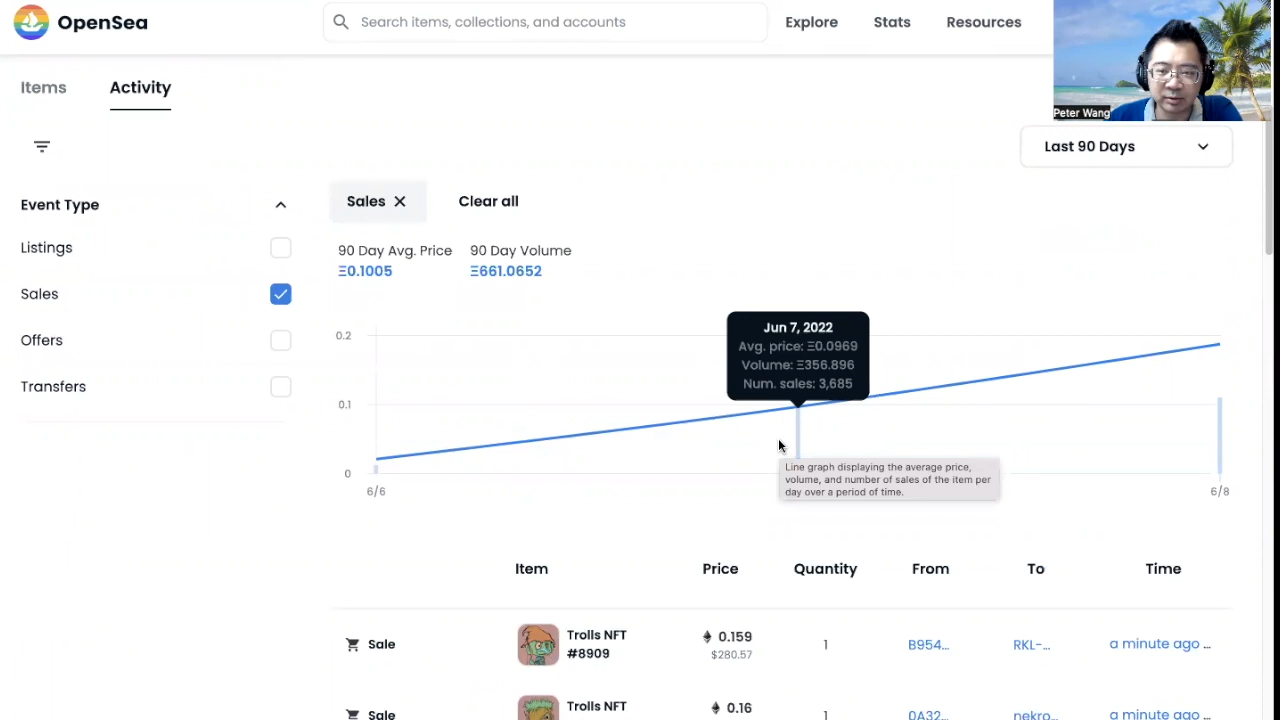 OpenSea
Search items, collections, and accounts
Explore
Stats
Resources
Peter Wang
Items
Activity
Last 90 Days
Event Type
Sales
Clear all
Listings
90 Day Avg. Price
90 Day Volume
Ξ0.1005
Ξ661.0652
Sales
Offers
Transfers
0.2
0.1
0
Jun 7, 2022
Avg. price: Ξ0.0969
Volume: Ξ356.896
Num. sales: 3,685
Line graph displaying the average price,
volume, and number of sales of the item per
day over a period of time.
6/6
6/8
Item
Price
Quantity
From
To
Time
Sale
Trolls NFT
#8909
0.159
$280.57
1
B954...
RKL-...
a minute ago ...
Sale
Trolls NFT
0.16
1
0A32...
nekro...
a minute ago ...